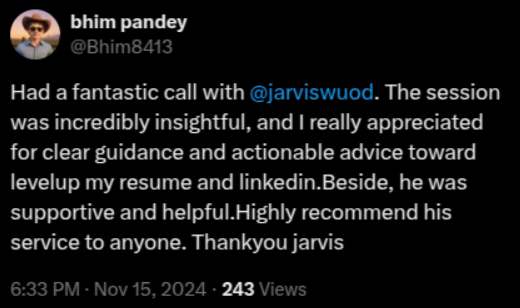 bhim pandey
@Bhim8413
Had a fantastic call with @jarviswuod. The session
was incredibly insightful, and I really appreciated
for clear guidance and actionable advice toward
levelup my resume and linkedin.Beside, he was
supportive and helpful.Highly recommend his
service to anyone. Thankyou jarvis
6:33 PM · Nov 15, 2024 · 243 Views